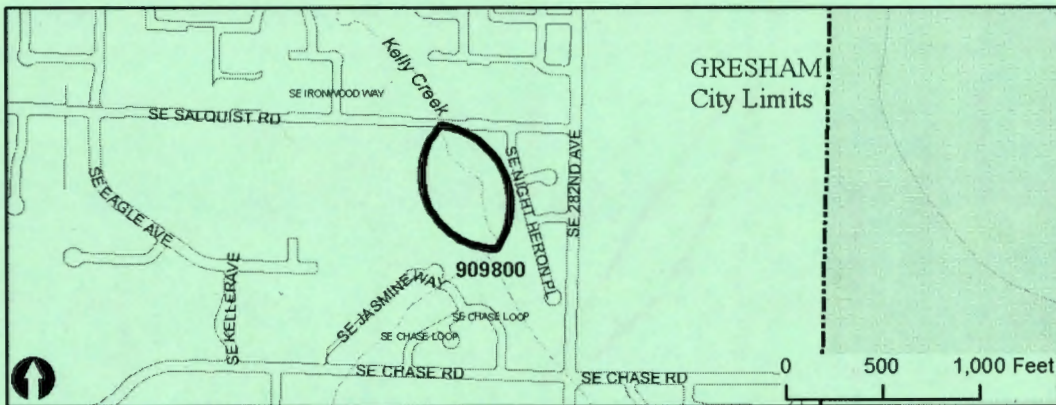 Kelly Creek
GRESHAM
City Limits
SE IRONWOOD WAY
SE SALQUIST RD
SE 282ND AVE
SE NIGHT HERON PL
SE EAGLE AVE
909800
SE JASMINE WAY
SE KELLERAVE
SE CHASE LOOP
SE CHASE LOOP
SE CHASE RD
SE CHASE RD
0 500 1,000 Feet